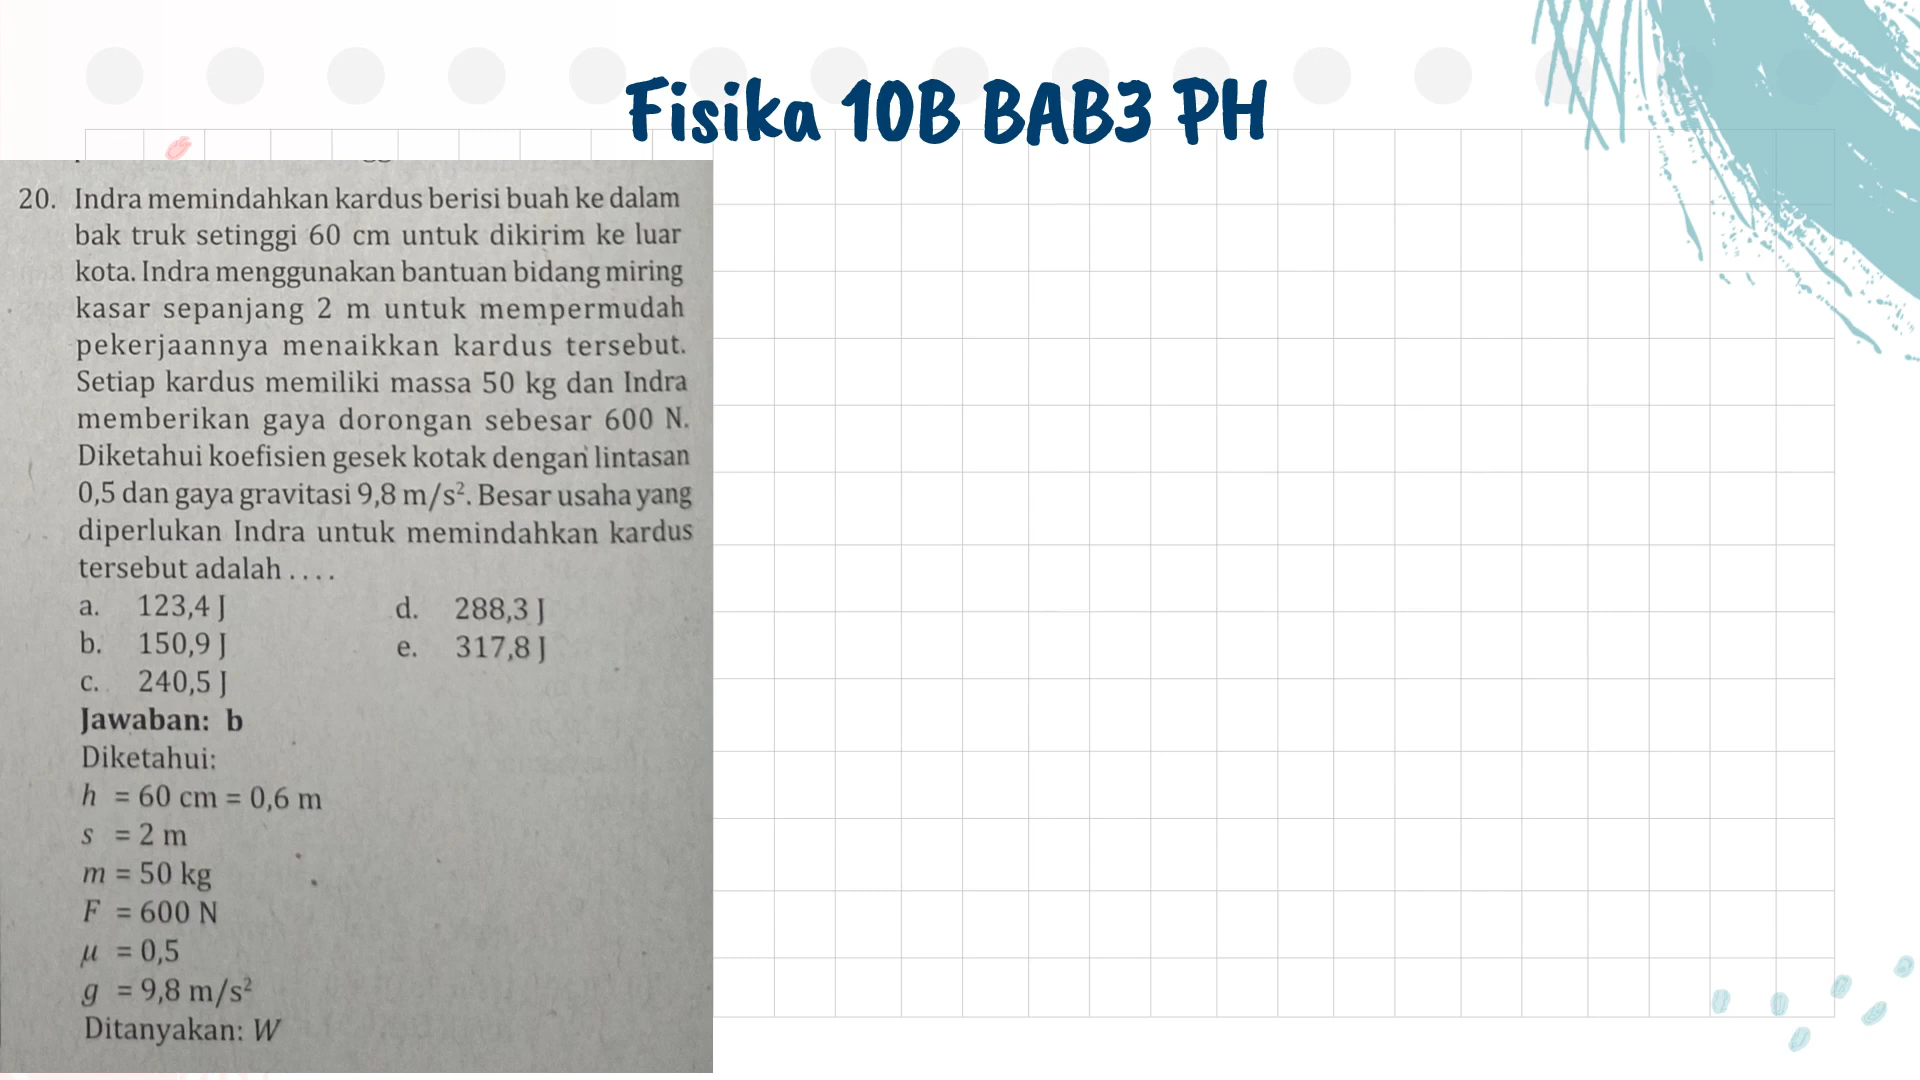 Fisika 10B BAB3 PH
20. Indra memindahkan kardus berisi buah ke dalam
bak truk setinggi 60 cm untuk dikirim ke luar
kota. Indra menggunakan bantuan bidang miring
kasar sepanjang 2 m untuk mempermudah
pekerjaannya menaikkan kardus tersebut.
Setiap kardus memiliki massa 50 kg dan Indra
memberikan gaya dorongan sebesar 600 N.
Diketahui koefisien gesek kotak dengan lintasan
0,5 dan gaya gravitasi 9,8 m/s². Besar usaha yang
diperlukan Indra untuk memindahkan kardus
tersebut adalah . . . .
a. 123,4 J d. 288,3 J
b. 150,9 J e. 317,8 J
c. 240,5 J
Jawaban: b
Diketahui:
h = 60 cm = 0,6 m
s = 2 m
m = 50 kg
F = 600 N
μ = 0,5
g = 9,8 m/s²
Ditanyakan: W